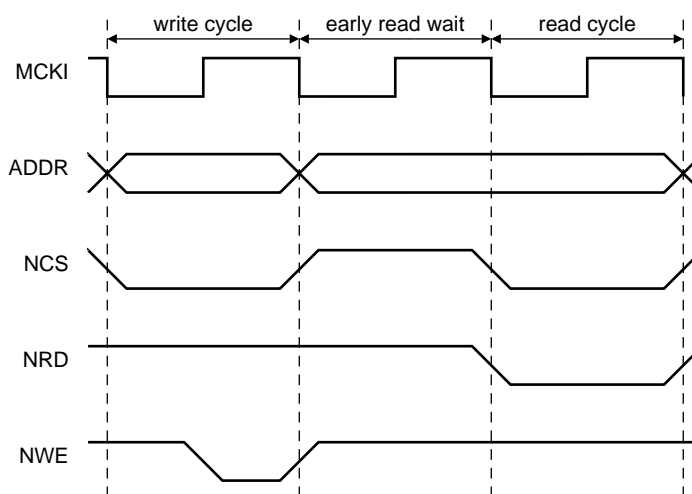 write cycle early read wait read cycle
MCKI
ADDR
NCS
NRD
NWE